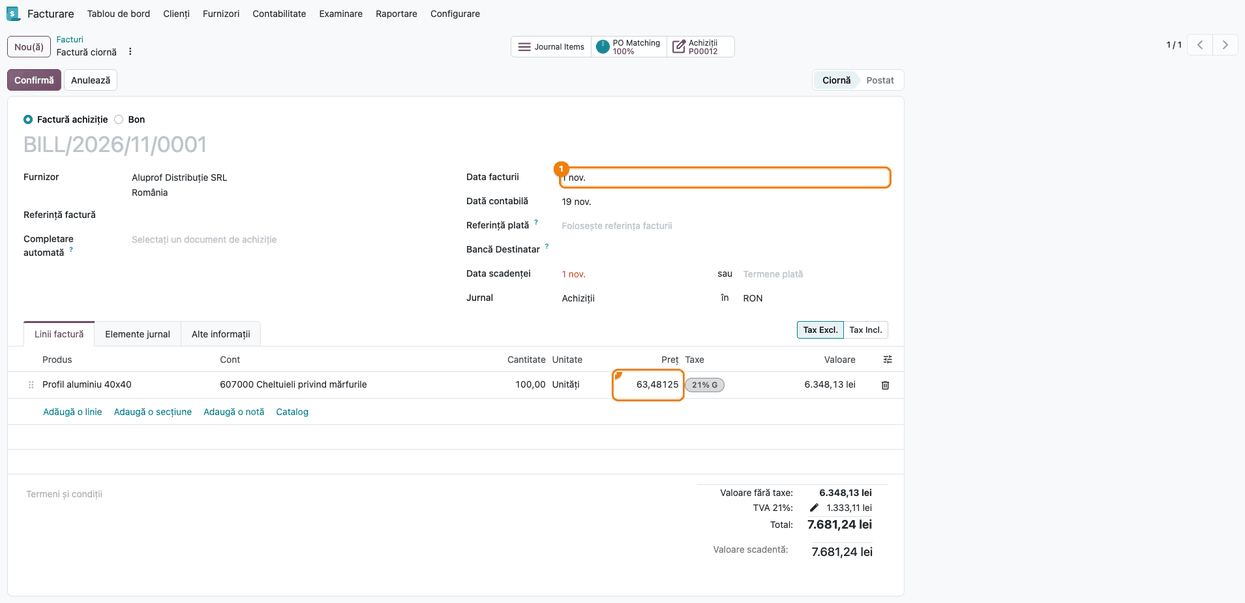 Facturare Tablou de bord Clienți Furnizori Contabilitate Examinare Raportare Configurare
Nou(ă) Facturi
Factură ciornă
Journal Items PO Matching 100% Achiziții P00012
1 / 1
Confirmă Anulează
Ciornă Postat
Factură achiziție Bon
BILL/2026/11/0001
Furnizor Aluprof Distribuție SRL
România
Referință factură
Completare automată ? Selectați un document de achiziție
1
Data facturii 1 nov.
Dată contabilă 19 nov.
Referință plată ? Folosește referința facturii
Bancă Destinatar ?
Data scadenței 1 nov. sau Termene plată
Jurnal Achiziții în RON
Linii factură Elemente jurnal Alte informații
Tax Excl. Tax Incl.
Produs Cont Cantitate Unitate Preț Taxe Valoare
Profil aluminiu 40x40 607000 Cheltuieli privind mărfurile 100,00 Unități 63,48125 21% G 6.348,13 lei
Adăugă o linie Adaugă o secțiune Adaugă o notă Catalog
Termeni și condiții
Valoare fără taxe: 6.348,13 lei
TVA 21%: 1.333,11 lei
Total: 7.681,24 lei
Valoare scadentă: 7.681,24 lei